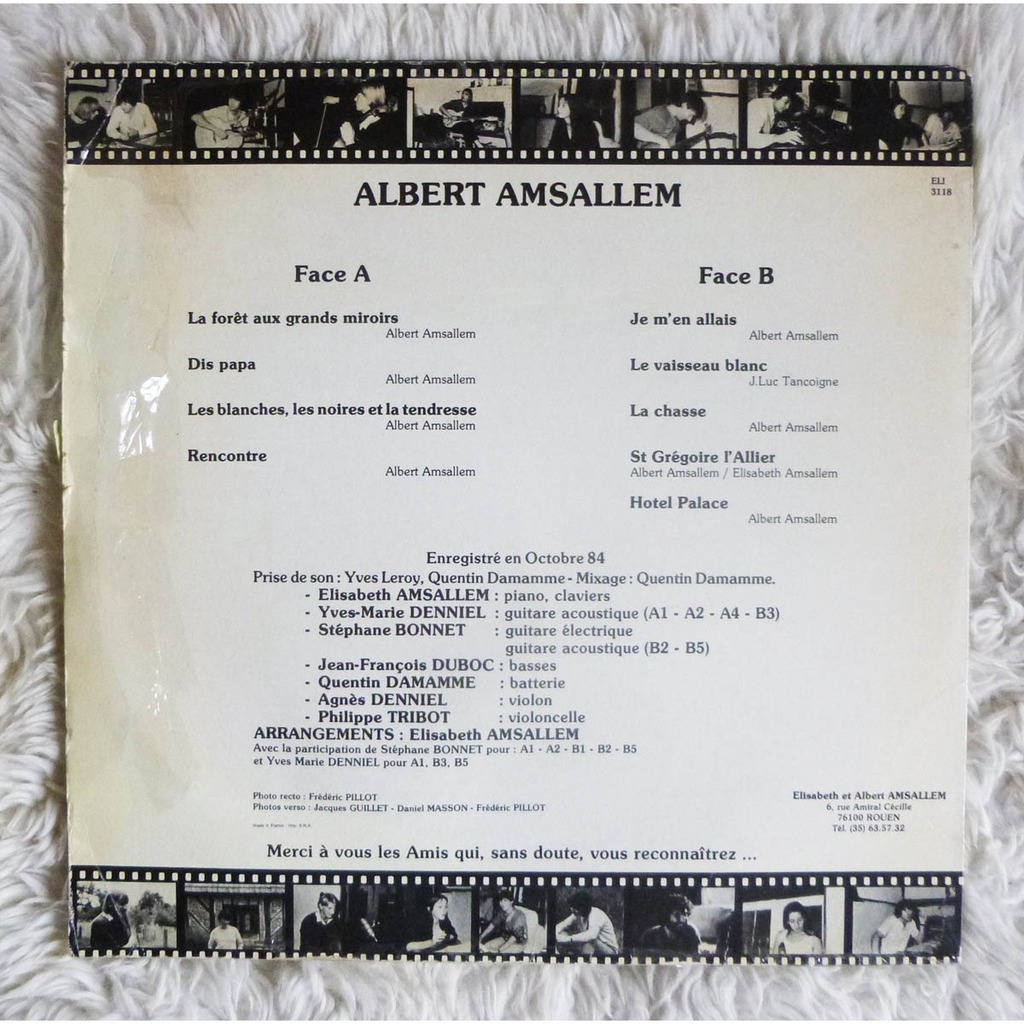 ALBERT AMSALLEM
ELI
3118
Face A
La forêt aux grands miroirs
Albert Amsallem
Dis papa
Albert Amsallem
Les blanches, les noires et la tendresse
Albert Amsallem
Rencontre
Albert Amsallem
Face B
Je m'en allais
Albert Amsallem
Le vaisseau blanc
J.Luc Tancoigne
La chasse
Albert Amsallem
St Grégoire l'Allier
Albert Amsallem / Elisabeth Amsallem
Hotel Palace
Albert Amsallem
Enregistré en Octobre 84
Prise de son : Yves Leroy, Quentin Damamme - Mixage : Quentin Damamme.
- Elisabeth AMSALLEM : piano, claviers
- Yves-Marie DENNIEL : guitare acoustique (A1 - A2 - A4 - B3)
- Stéphane BONNET : guitare électrique
guitare acoustique (B2 - B5)
- Jean-François DUBOC : basses
- Quentin DAMAMME : batterie
- Agnès DENNIEL : violon
- Philippe TRIBOT : violoncelle
ARRANGEMENTS : Elisabeth AMSALLEM
Avec la participation de Stéphane BONNET pour : A1 - A2 - B1 - B2 - B5
et Yves Marie DENNIEL pour A1, B3, B5
Photo recto : Frédéric PILLOT
Photos verso : Jacques GUILLET - Daniel MASSON - Frédéric PILLOT
Made in France - Imp.
Elisabeth et Albert AMSALLEM
6, rue Amiral Cécille
76100 ROUEN
Tél. (35) 63.57.32
Merci à vous les Amis qui, sans doute, vous reconnaîtrez ...